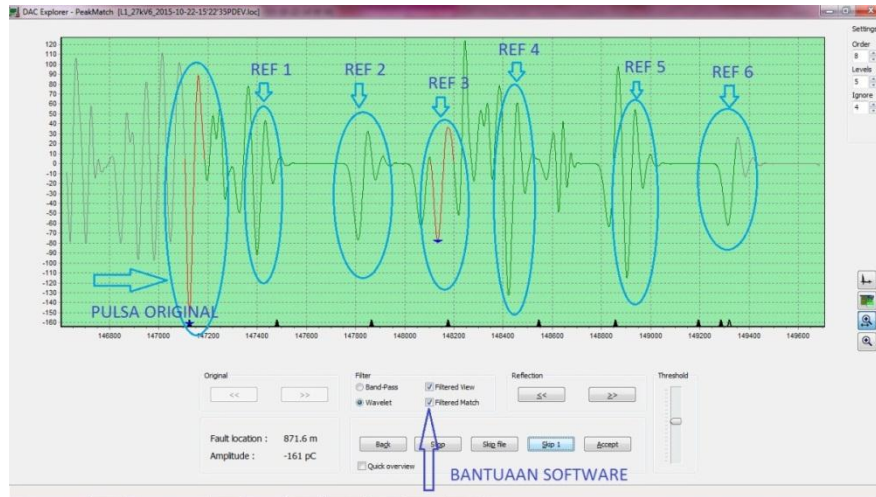 DAC Explorer - PeakMatch [L1_27kV6_2015-10-22-15'22'35PDEV.loc]
Settings
Order
8
Levels
5
Ignore
4
120
110
100
90
80
70
60
50
40
30
20
10
0
-10
-20
-30
-40
-50
-60
-70
-80
-90
-100
-110
-120
-130
-140
-150
-160
REF 1
REF 2
REF 3
REF 4
REF 5
REF 6
PULSA ORIGINAL
146800 147000 147200 147400 147600 147800 148000 148200 148400 148600 148800 149000 149200 149400 149600
Original
<< >>
Filter
Band-Pass
Filtered View
Wavelet
Filtered Match
Reflection
≤< ≥>
Threshold
Fault location : 871.6 m
Amplitude : -161 pC
Back
Skip file
Skip 1
Accept
Quick overview
BANTUAAN SOFTWARE